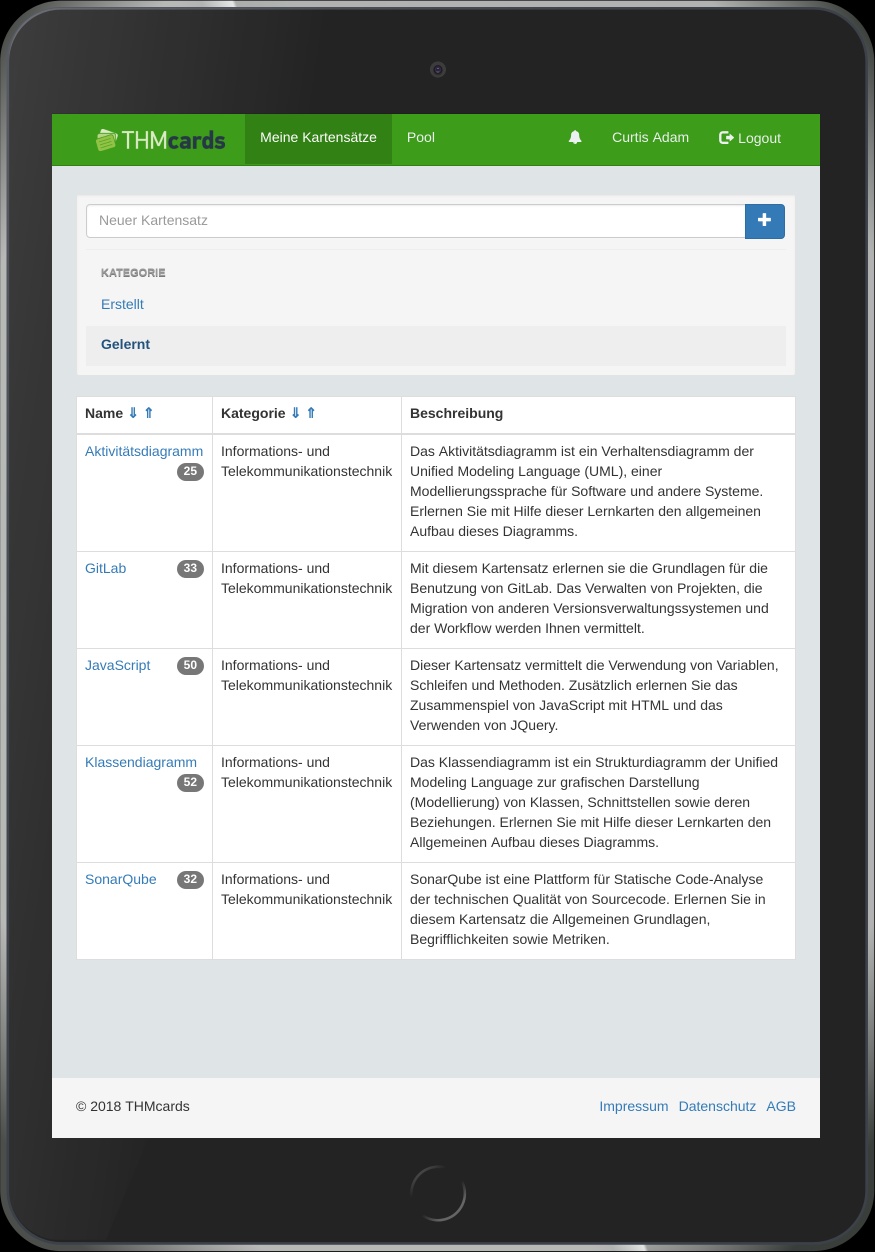 THMcards
Meine Kartensätze
Pool
Curtis Adam
Logout
Neuer Kartensatz
KATEGORIE
Erstellt
Gelernt
Name ⇓ ⇑
Kategorie ⇓ ⇑
Beschreibung
Aktivitätsdiagramm
25
Informations- und
Telekommunikationstechnik
Das Aktivitätsdiagramm ist ein Verhaltensdiagramm der
Unified Modeling Language (UML), einer
Modellierungssprache für Software und andere Systeme.
Erlernen Sie mit Hilfe dieser Lernkarten den allgemeinen
Aufbau dieses Diagramms.
GitLab 33
Informations- und
Telekommunikationstechnik
Mit diesem Kartensatz erlernen sie die Grundlagen für die
Benutzung von GitLab. Das Verwalten von Projekten, die
Migration von anderen Versionsverwaltungssystemen und
der Workflow werden Ihnen vermittelt.
JavaScript 50
Informations- und
Telekommunikationstechnik
Dieser Kartensatz vermittelt die Verwendung von Variablen,
Schleifen und Methoden. Zusätzlich erlernen Sie das
Zusammenspiel von JavaScript mit HTML und das
Verwenden von JQuery.
Klassendiagramm
52
Informations- und
Telekommunikationstechnik
Das Klassendiagramm ist ein Strukturdiagramm der Unified
Modeling Language zur grafischen Darstellung
(Modellierung) von Klassen, Schnittstellen sowie deren
Beziehungen. Erlernen Sie mit Hilfe dieser Lernkarten den
Allgemeinen Aufbau dieses Diagramms.
SonarQube 32
Informations- und
Telekommunikationstechnik
SonarQube ist eine Plattform für Statische Code-Analyse
der technischen Qualität von Sourcecode. Erlernen Sie in
diesem Kartensatz die Allgemeinen Grundlagen,
Begrifflichkeiten sowie Metriken.
© 2018 THMcards
Impressum Datenschutz AGB